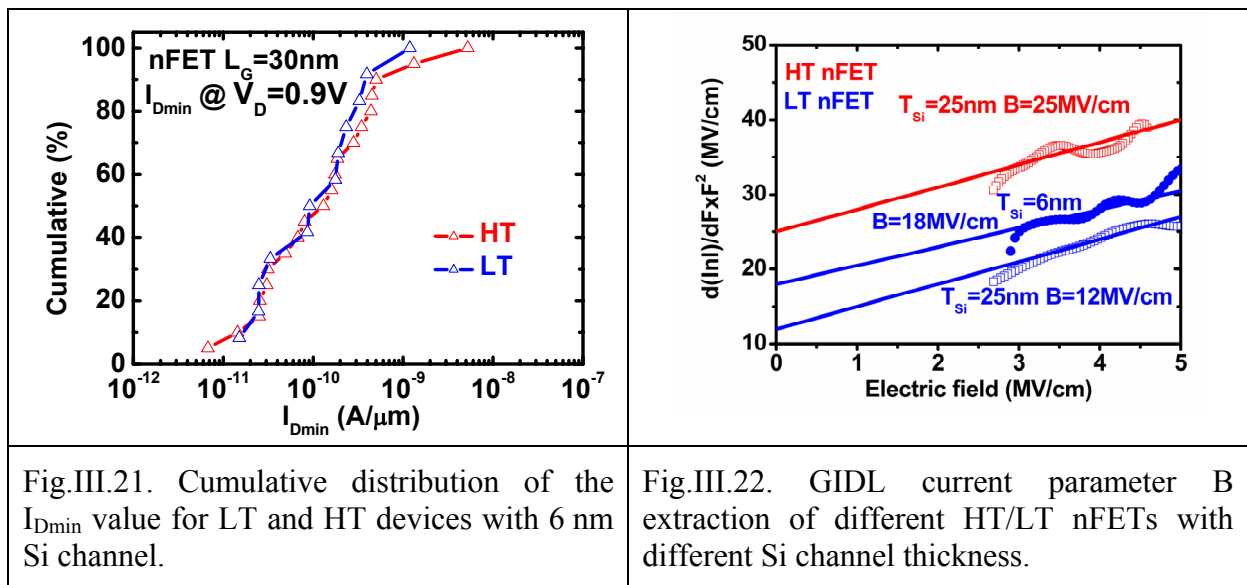 100
80
60
40
20
0
Cumulative (%)
nFET L_G=30nm
I_Dmin @ V_D=0.9V
HT
LT
10^-12 10^-11 10^-10 10^-9 10^-8 10^-7
I_Dmin (A/μm)
50
40
30
20
10
d(lnI)/dFxF^2 (MV/cm)
HT nFET
LT nFET
T_Si=25nm B=25MV/cm
T_Si=6nm
B=18MV/cm
T_Si=25nm B=12MV/cm
0 1 2 3 4 5
Electric field (MV/cm)
Fig.III.21. Cumulative distribution of the
I_Dmin value for LT and HT devices with 6 nm
Si channel.
Fig.III.22. GIDL current parameter B
extraction of different HT/LT nFETs with
different Si channel thickness.